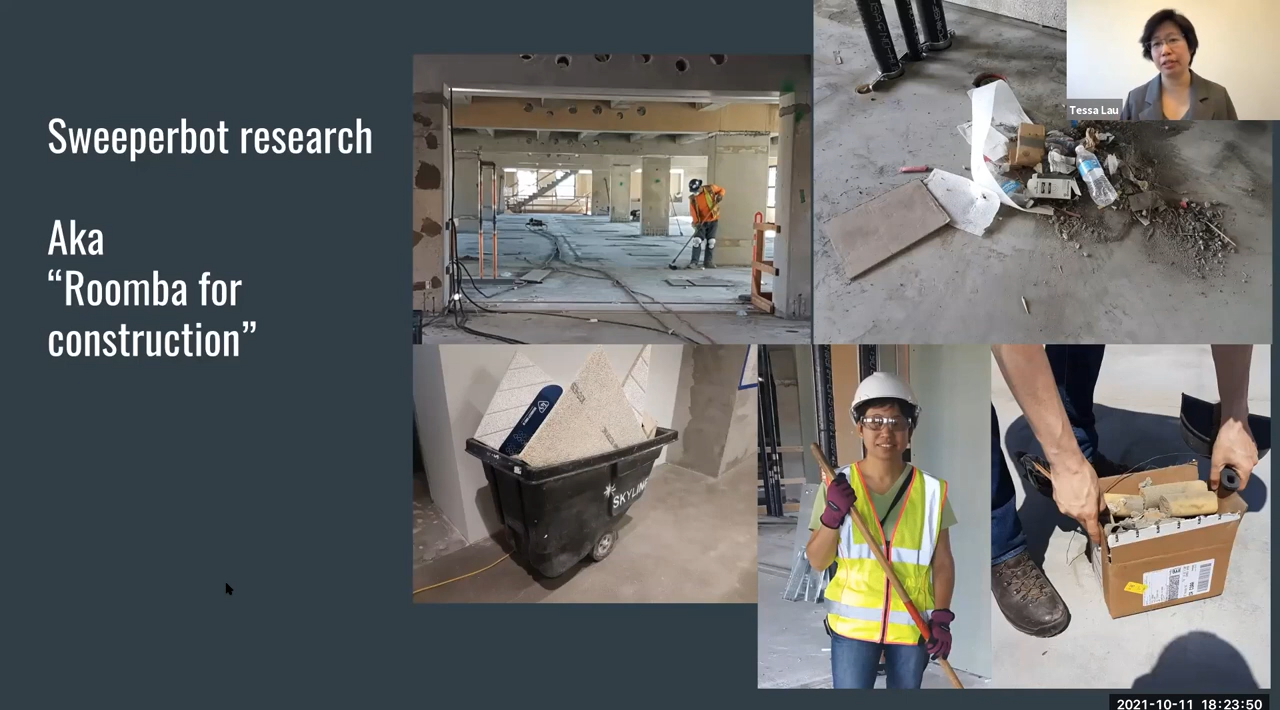 Sweeperbot research
Aka
“Roomba for
construction”
Tessa Lau
SKYLINE
2021-10-11 18:23:50